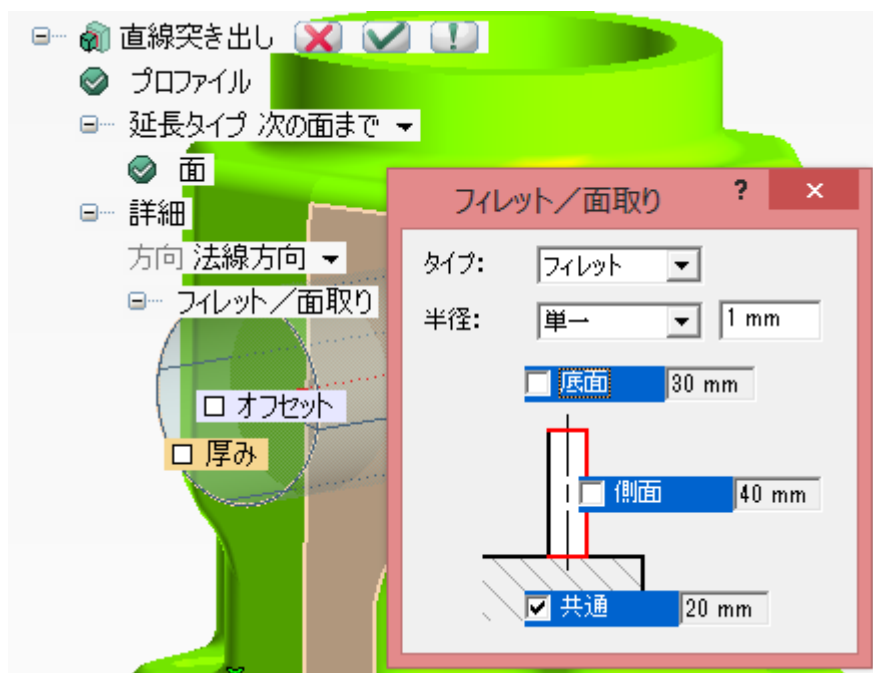 直線突き出し
プロファイル
延長タイプ 次の面まで
面
詳細
方向 法線方向
フィレット／面取り
オフセット
厚み
フィレット／面取り ? ×
タイプ: フィレット
半径: 単一 1 mm
底面 30 mm
側面 40 mm
共通 20 mm